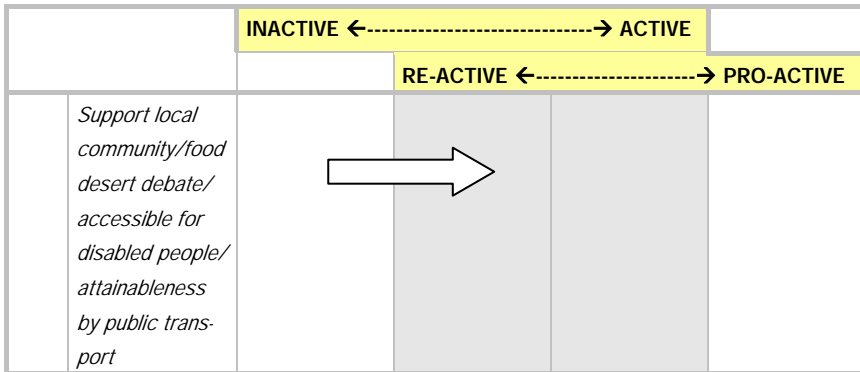 INACTIVE 🡨-------------------------------🡪 ACTIVE
RE-ACTIVE 🡨----------------------🡪 PRO-ACTIVE
Support local
community/food
desert debate/
accessible for
disabled people/
attainableness
by public trans-
port